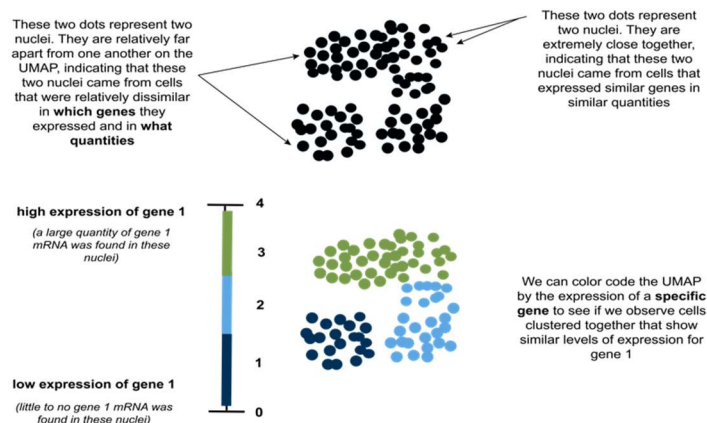 These two dots represent two
nuclei. They are relatively far
apart from one another on the
UMAP, indicating that these
two nuclei came from cells
that were relatively dissimilar
in which genes they
expressed and in what
quantities
These two dots represent
two nuclei. They are
extremely close together,
indicating that these two
nuclei came from cells that
expressed similar genes in
similar quantities
high expression of gene 1
(a large quantity of gene 1
mRNA was found in these
nuclei)
low expression of gene 1
(little to no gene 1 mRNA was
found in these nuclei)
4
3
2
1
0
We can color code the UMAP
by the expression of a specific
gene to see if we observe cells
clustered together that show
similar levels of expression for
gene 1